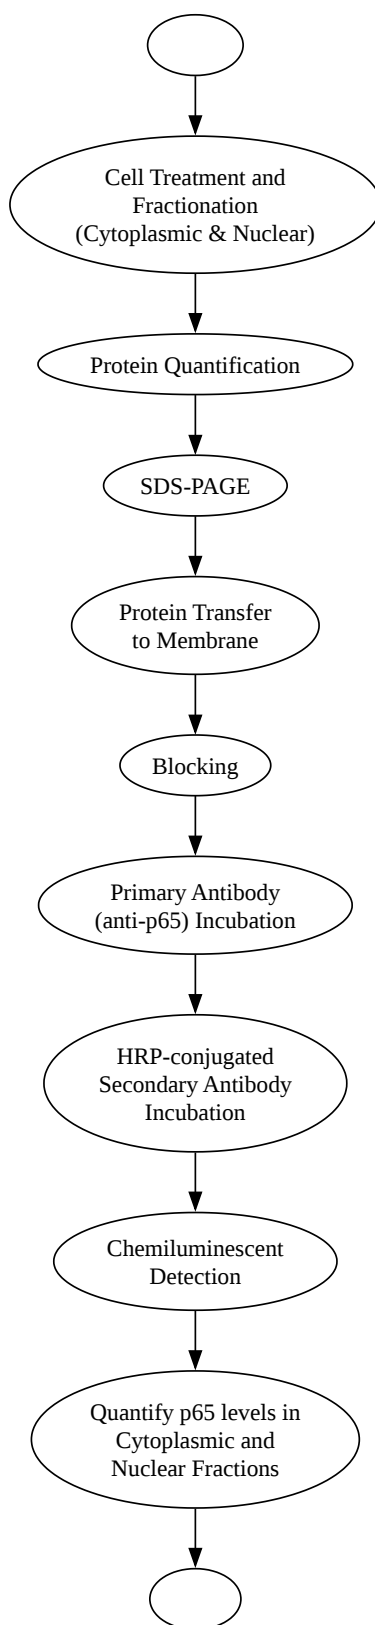 Cell Treatment and
Fractionation
(Cytoplasmic & Nuclear)
Protein Quantification
SDS-PAGE
Protein Transfer
to Membrane
Blocking
Primary Antibody
(anti-p65) Incubation
HRP-conjugated
Secondary Antibody
Incubation
Chemiluminescent
Detection
Quantify p65 levels in
Cytoplasmic and
Nuclear Fractions